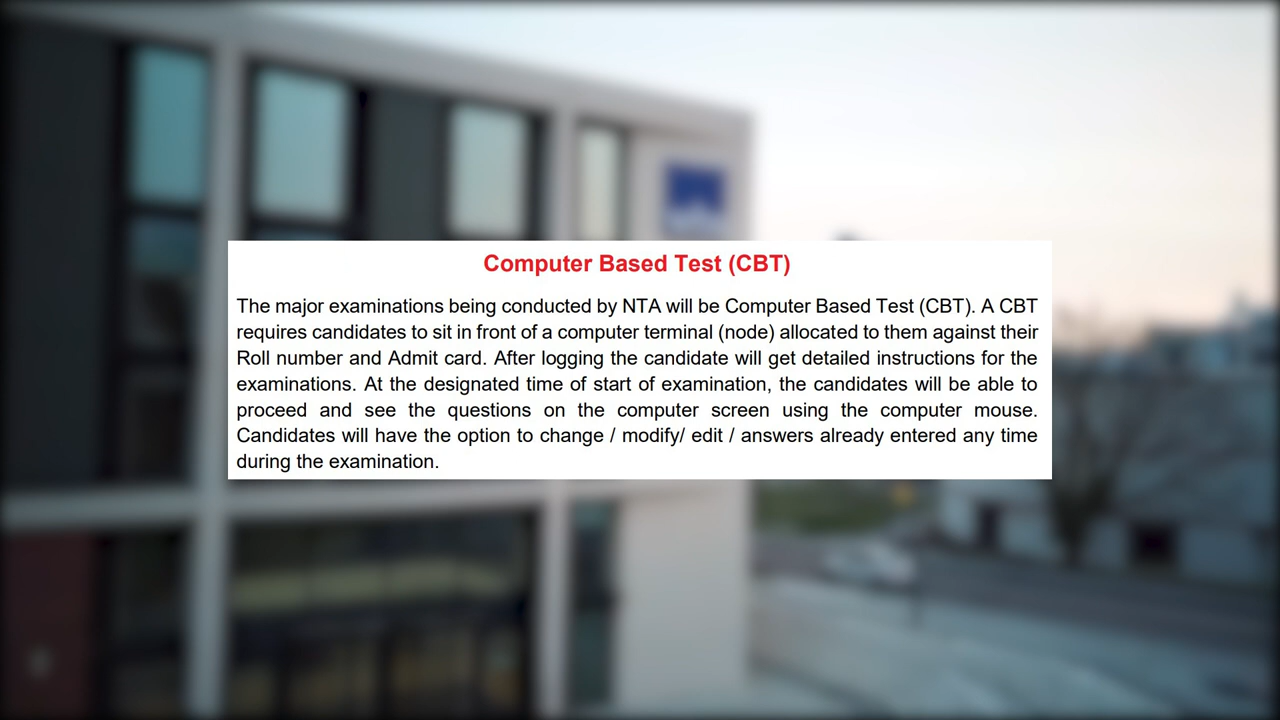 Computer Based Test (CBT)
The major examinations being conducted by NTA will be Computer Based Test (CBT). A CBT
requires candidates to sit in front of a computer terminal (node) allocated to them against their
Roll number and Admit card. After logging the candidate will get detailed instructions for the
examinations. At the designated time of start of examination, the candidates will be able to
proceed and see the questions on the computer screen using the computer mouse.
Candidates will have the option to change / modify/ edit / answers already entered any time
during the examination.